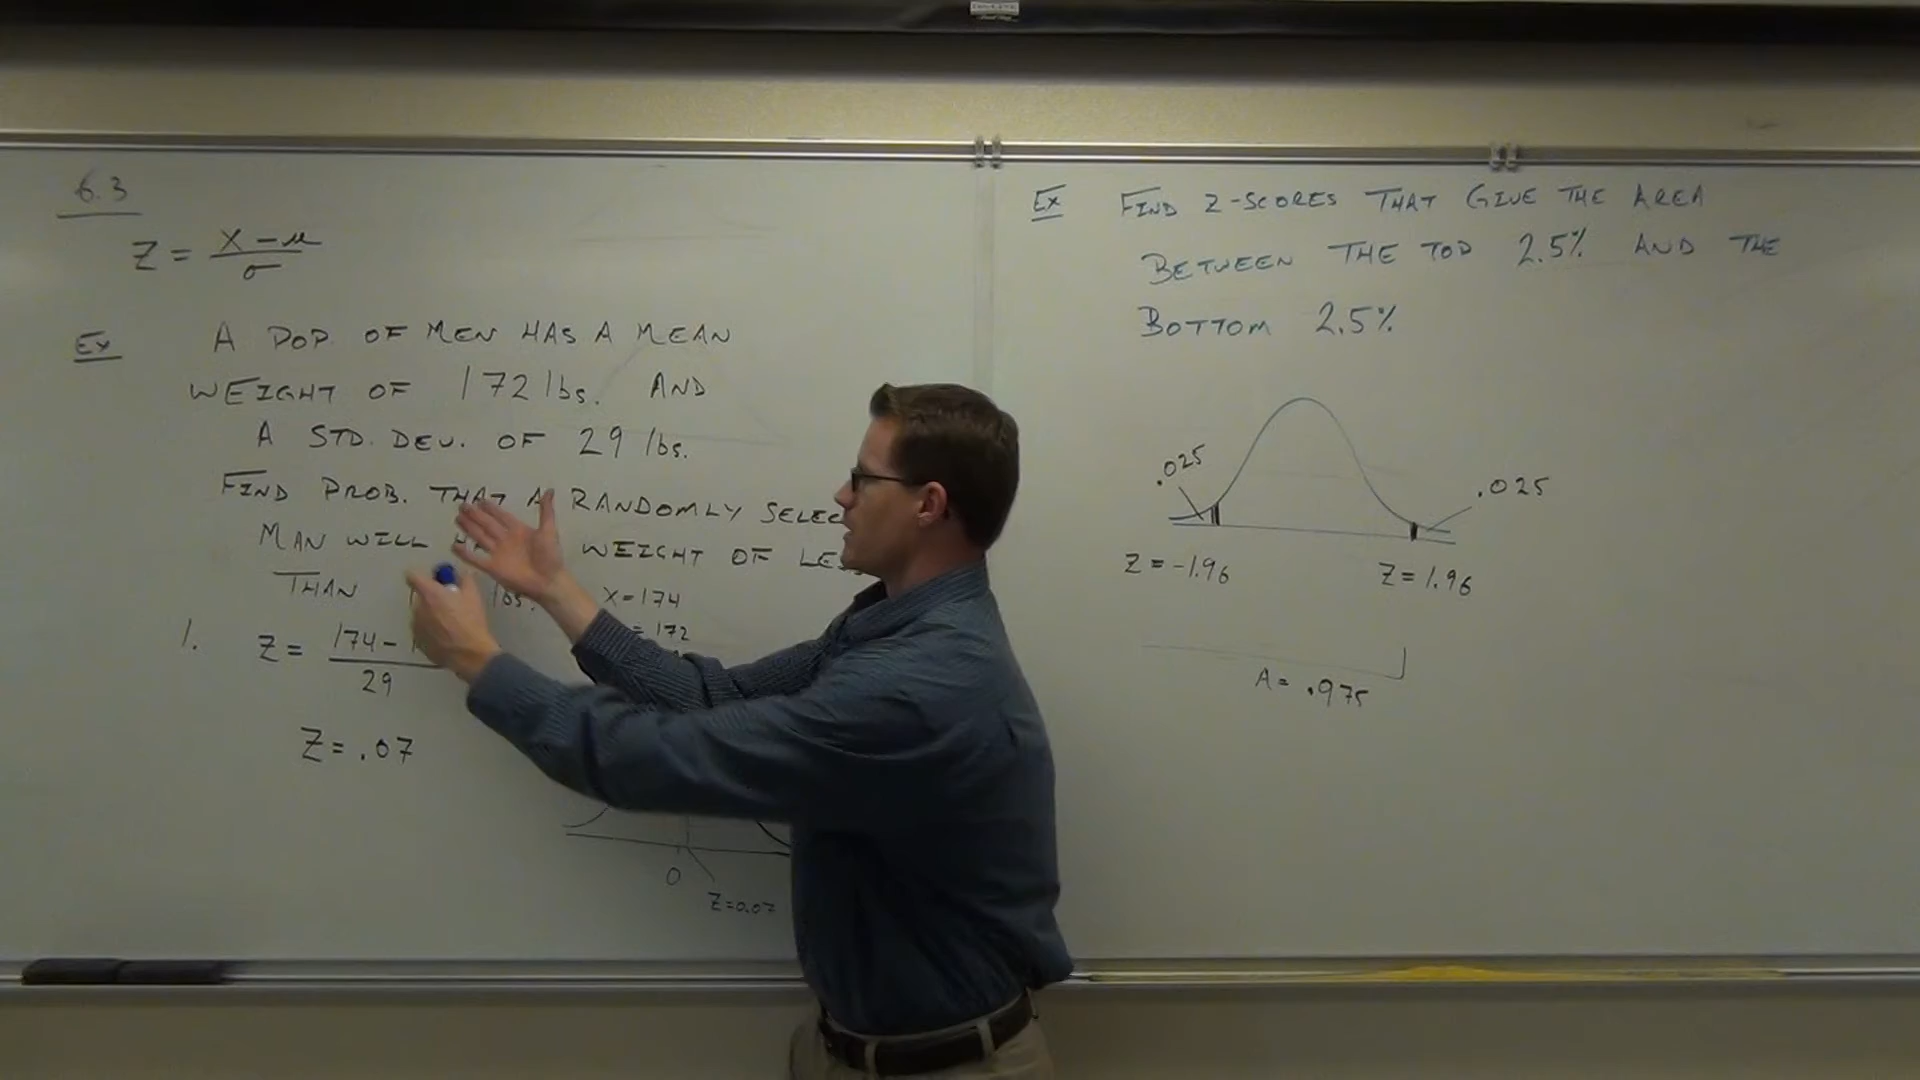 6.3
Z = X - μ
σ
Ex A POP. OF MEN HAS A MEAN
WEIGHT OF 172 lbs. AND
A STD. DEV. OF 29 lbs.
FIND PROB. THAT A RANDOMLY
MAN WILL WEIGHT OF
THAN lbs. X = 174
= 172
1. Z = 174 -
29
Z = .07
0
Z = 0.07
Ex FIND Z-SCORES THAT GIVE THE AREA
BETWEEN THE TOP 2.5% AND THE
BOTTOM 2.5%
.025 .025
Z = -1.96 Z = 1.96
A = .975